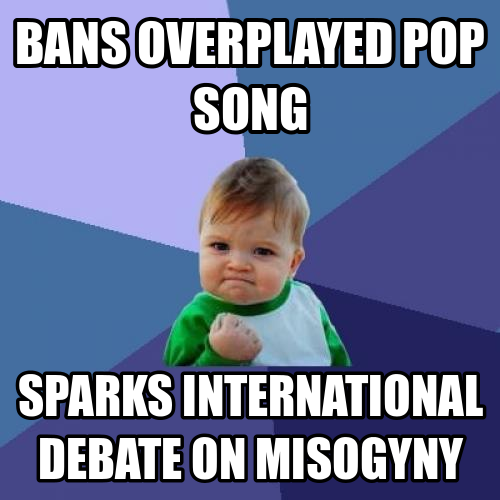 BANS OVERPLAYED POP
SONG
SPARKS INTERNATIONAL
DEBATE ON MISOGYNY